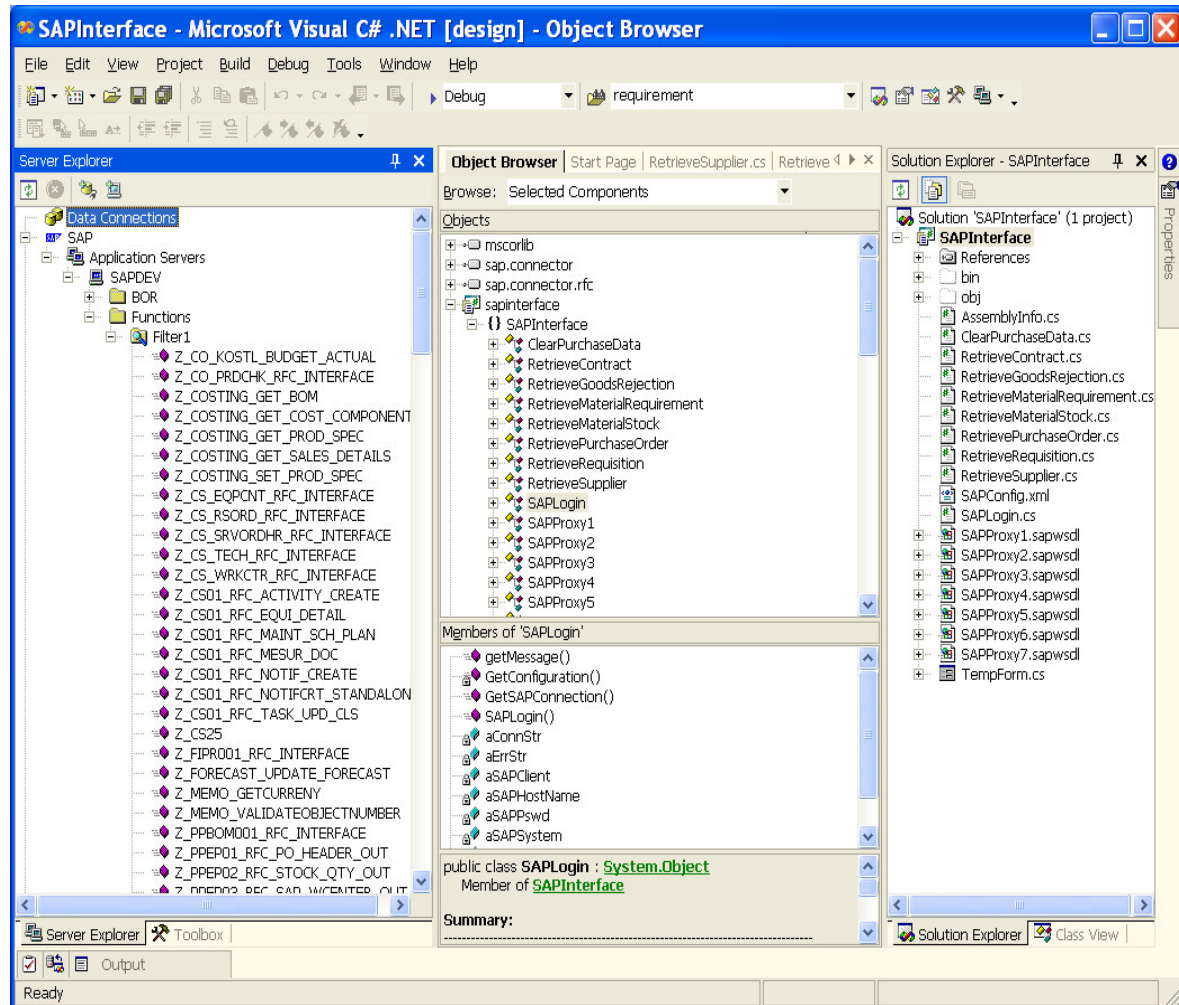 SAPInterface - Microsoft Visual C# .NET [design] - Object Browser
File Edit View Project Build Debug Tools Window Help
Debug requirement
Server Explorer
Data Connections
SAP
Application Servers
SAPDEV
BOR
Functions
Filter1
Z_CO_KOSTL_BUDGET_ACTUAL
Z_CO_PRDCHK_RFC_INTERFACE
Z_COSTING_GET_BOM
Z_COSTING_GET_COST_COMPONENT
Z_COSTING_GET_PROD_SPEC
Z_COSTING_GET_SALES_DETAILS
Z_COSTING_SET_PROD_SPEC
Z_CS_EQPCNT_RFC_INTERFACE
Z_CS_RSORD_RFC_INTERFACE
Z_CS_SRVORDHR_RFC_INTERFACE
Z_CS_TECH_RFC_INTERFACE
Z_CS_WRKCTR_RFC_INTERFACE
Z_CS01_RFC_ACTIVITY_CREATE
Z_CS01_RFC_EQUI_DETAIL
Z_CS01_RFC_MAINT_SCH_PLAN
Z_CS01_RFC_MESUR_DOC
Z_CS01_RFC_NOTIF_CREATE
Z_CS01_RFC_NOTIFCRT_STANDALON
Z_CS01_RFC_TASK_UPD_CLS
Z_CS25
Z_FIPR001_RFC_INTERFACE
Z_FORECAST_UPDATE_FORECAST
Z_MEMO_GETCURRENY
Z_MEMO_VALIDATEOBJECTNUMBER
Z_PPBOM001_RFC_INTERFACE
Z_PPEP01_RFC_PO_HEADER_OUT
Z_PPEP02_RFC_STOCK_QTY_OUT
Z_PPEP03_RFC_SAP_WCENTER_OUT
Server Explorer Toolbox
Object Browser Start Page RetrieveSupplier.cs Retrieve
Browse: Selected Components
Objects
mscorlib
sap.connector
sap.connector.rfc
sapinterface
{} SAPInterface
ClearPurchaseData
RetrieveContract
RetrieveGoodsRejection
RetrieveMaterialRequirement
RetrieveMaterialStock
RetrievePurchaseOrder
RetrieveRequisition
RetrieveSupplier
SAPLogin
SAPProxy1
SAPProxy2
SAPProxy3
SAPProxy4
SAPProxy5
Members of 'SAPLogin'
getMessage()
GetConfiguration()
GetSAPConnection()
SAPLogin()
aConnStr
aErrStr
aSAPClient
aSAPHostName
aSAPPswd
aSAPSystem
public class SAPLogin : System.Object
Member of SAPInterface
Summary:
Solution Explorer - SAPInterface
Solution 'SAPInterface' (1 project)
SAPInterface
References
bin
obj
AssemblyInfo.cs
ClearPurchaseData.cs
RetrieveContract.cs
RetrieveGoodsRejection.cs
RetrieveMaterialRequirement.cs
RetrieveMaterialStock.cs
RetrievePurchaseOrder.cs
RetrieveRequisition.cs
RetrieveSupplier.cs
SAPConfig.xml
SAPLogin.cs
SAPProxy1.sapwsdl
SAPProxy2.sapwsdl
SAPProxy3.sapwsdl
SAPProxy4.sapwsdl
SAPProxy5.sapwsdl
SAPProxy6.sapwsdl
SAPProxy7.sapwsdl
TempForm.cs
Solution Explorer Class View
Properties
Output
Ready